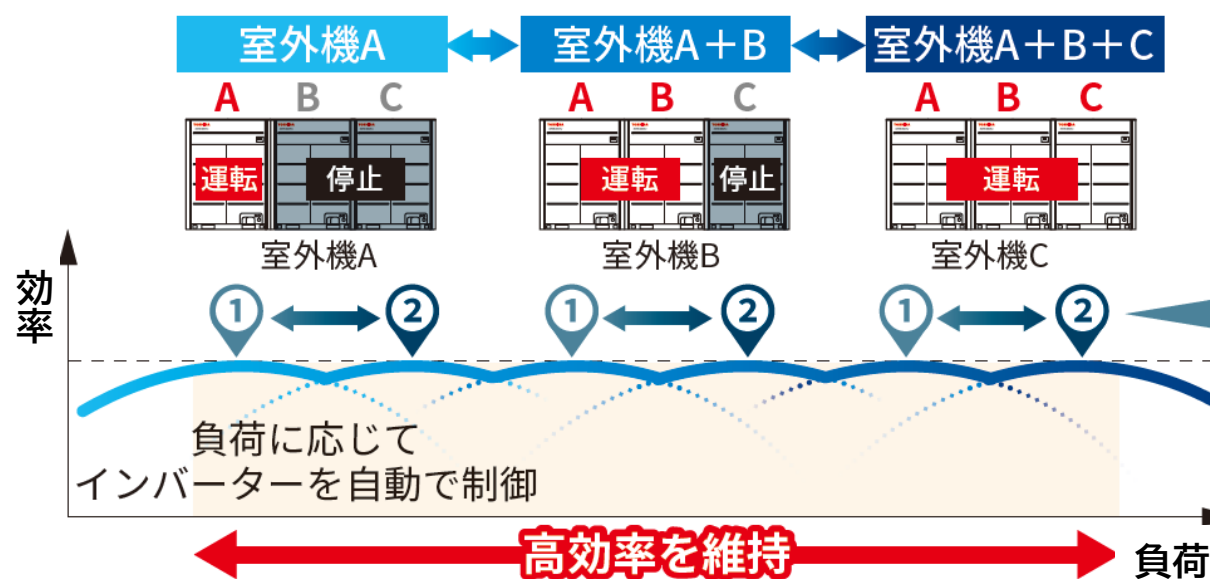 室外機A
室外機A＋B
室外機A＋B＋C
A B C
A B C
A B C
運転
停止
運転
停止
運転
室外機A
室外機B
室外機C
効率
1
2
1
2
1
2
負荷に応じて
インバーターを自動で制御
高効率を維持
負荷